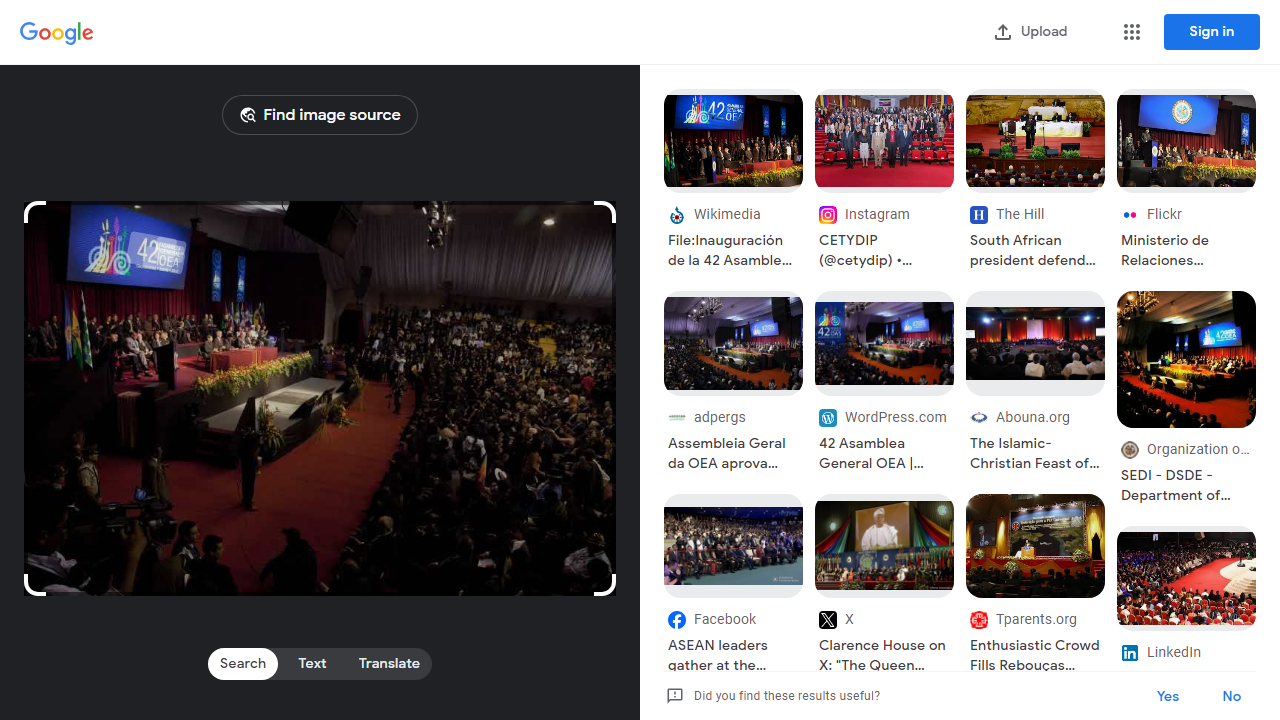 Google
Upload
Sign in
Find image source
42
OEA
Search
Text
Translate
42
OEA
Wikimedia
File:Inauguración
de la 42 Asamble...
Instagram
CETYDIP
(@cetydip) •...
The Hill
South African
president defend...
Flickr
Ministerio de
Relaciones...
adpergs
Assembleia Geral
da OEA aprova...
42
WordPress.com
42 Asamblea
General OEA |...
Abouna.org
The Islamic-
Christian Feast of...
Organization o...
SEDI - DSDE -
Department of...
Facebook
ASEAN leaders
gather at the...
X
Clarence House on
X: "The Queen...
Tparents.org
Enthusiastic Crowd
Fills Rebouças...
LinkedIn
Did you find these results useful?
Yes
No